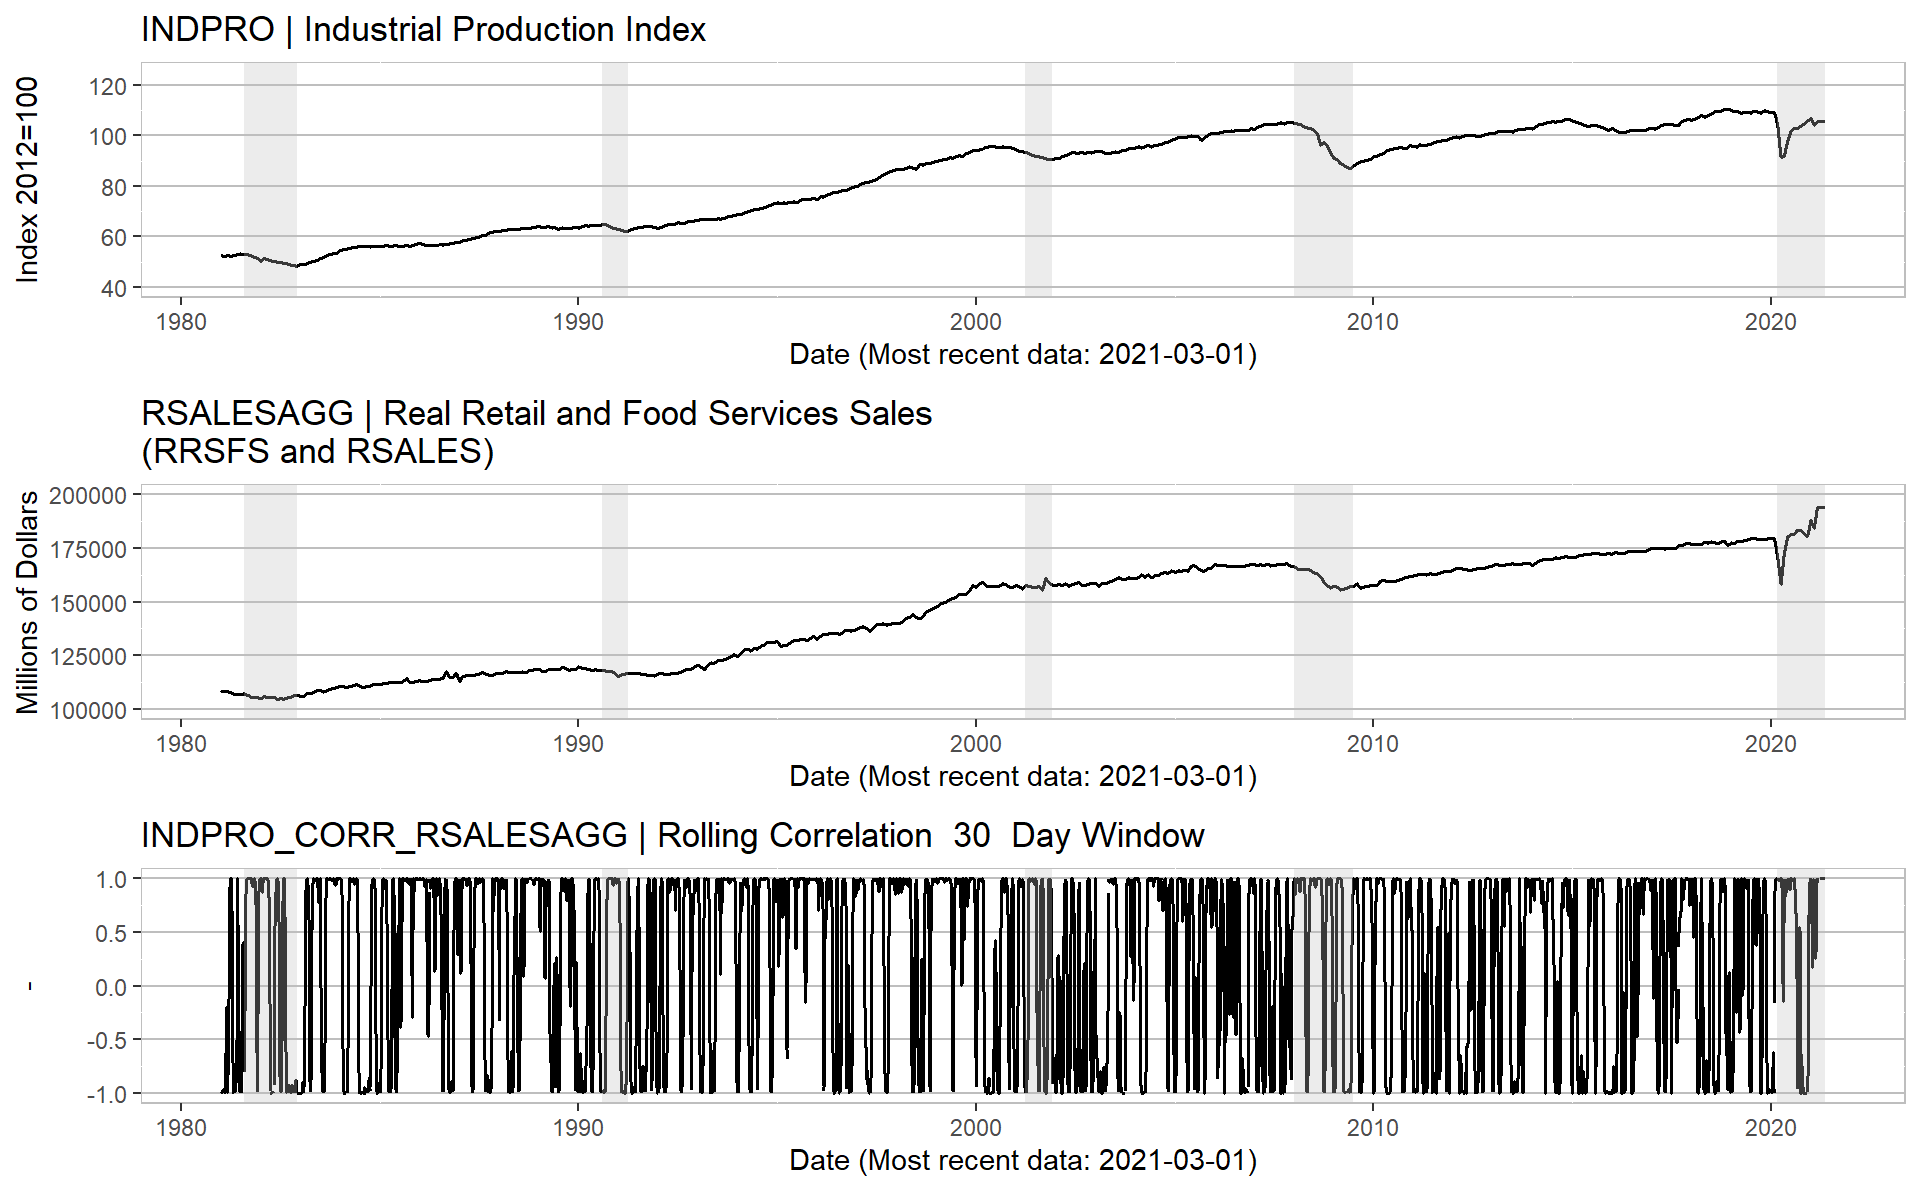 INDPRO | Industrial Production Index
Index 2012=100
120
100
80
60
40
1980 1990 2000 2010 2020
Date (Most recent data: 2021-03-01)
RSALESAGG | Real Retail and Food Services Sales
(RRSFS and RSALES)
Millions of Dollars
200000
175000
150000
125000
100000
1980 1990 2000 2010 2020
Date (Most recent data: 2021-03-01)
INDPRO_CORR_RSALESAGG | Rolling Correlation  30  Day Window
-
1.0
0.5
0.0
-0.5
-1.0
1980 1990 2000 2010 2020
Date (Most recent data: 2021-03-01)